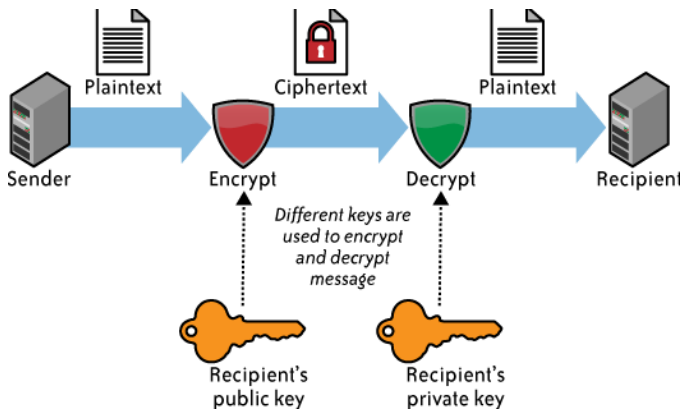 Plaintext
Ciphertext
Plaintext
Sender
Encrypt
Decrypt
Recipient
Different keys are
used to encrypt
and decrypt
message
Recipient's
public key
Recipient's
private key